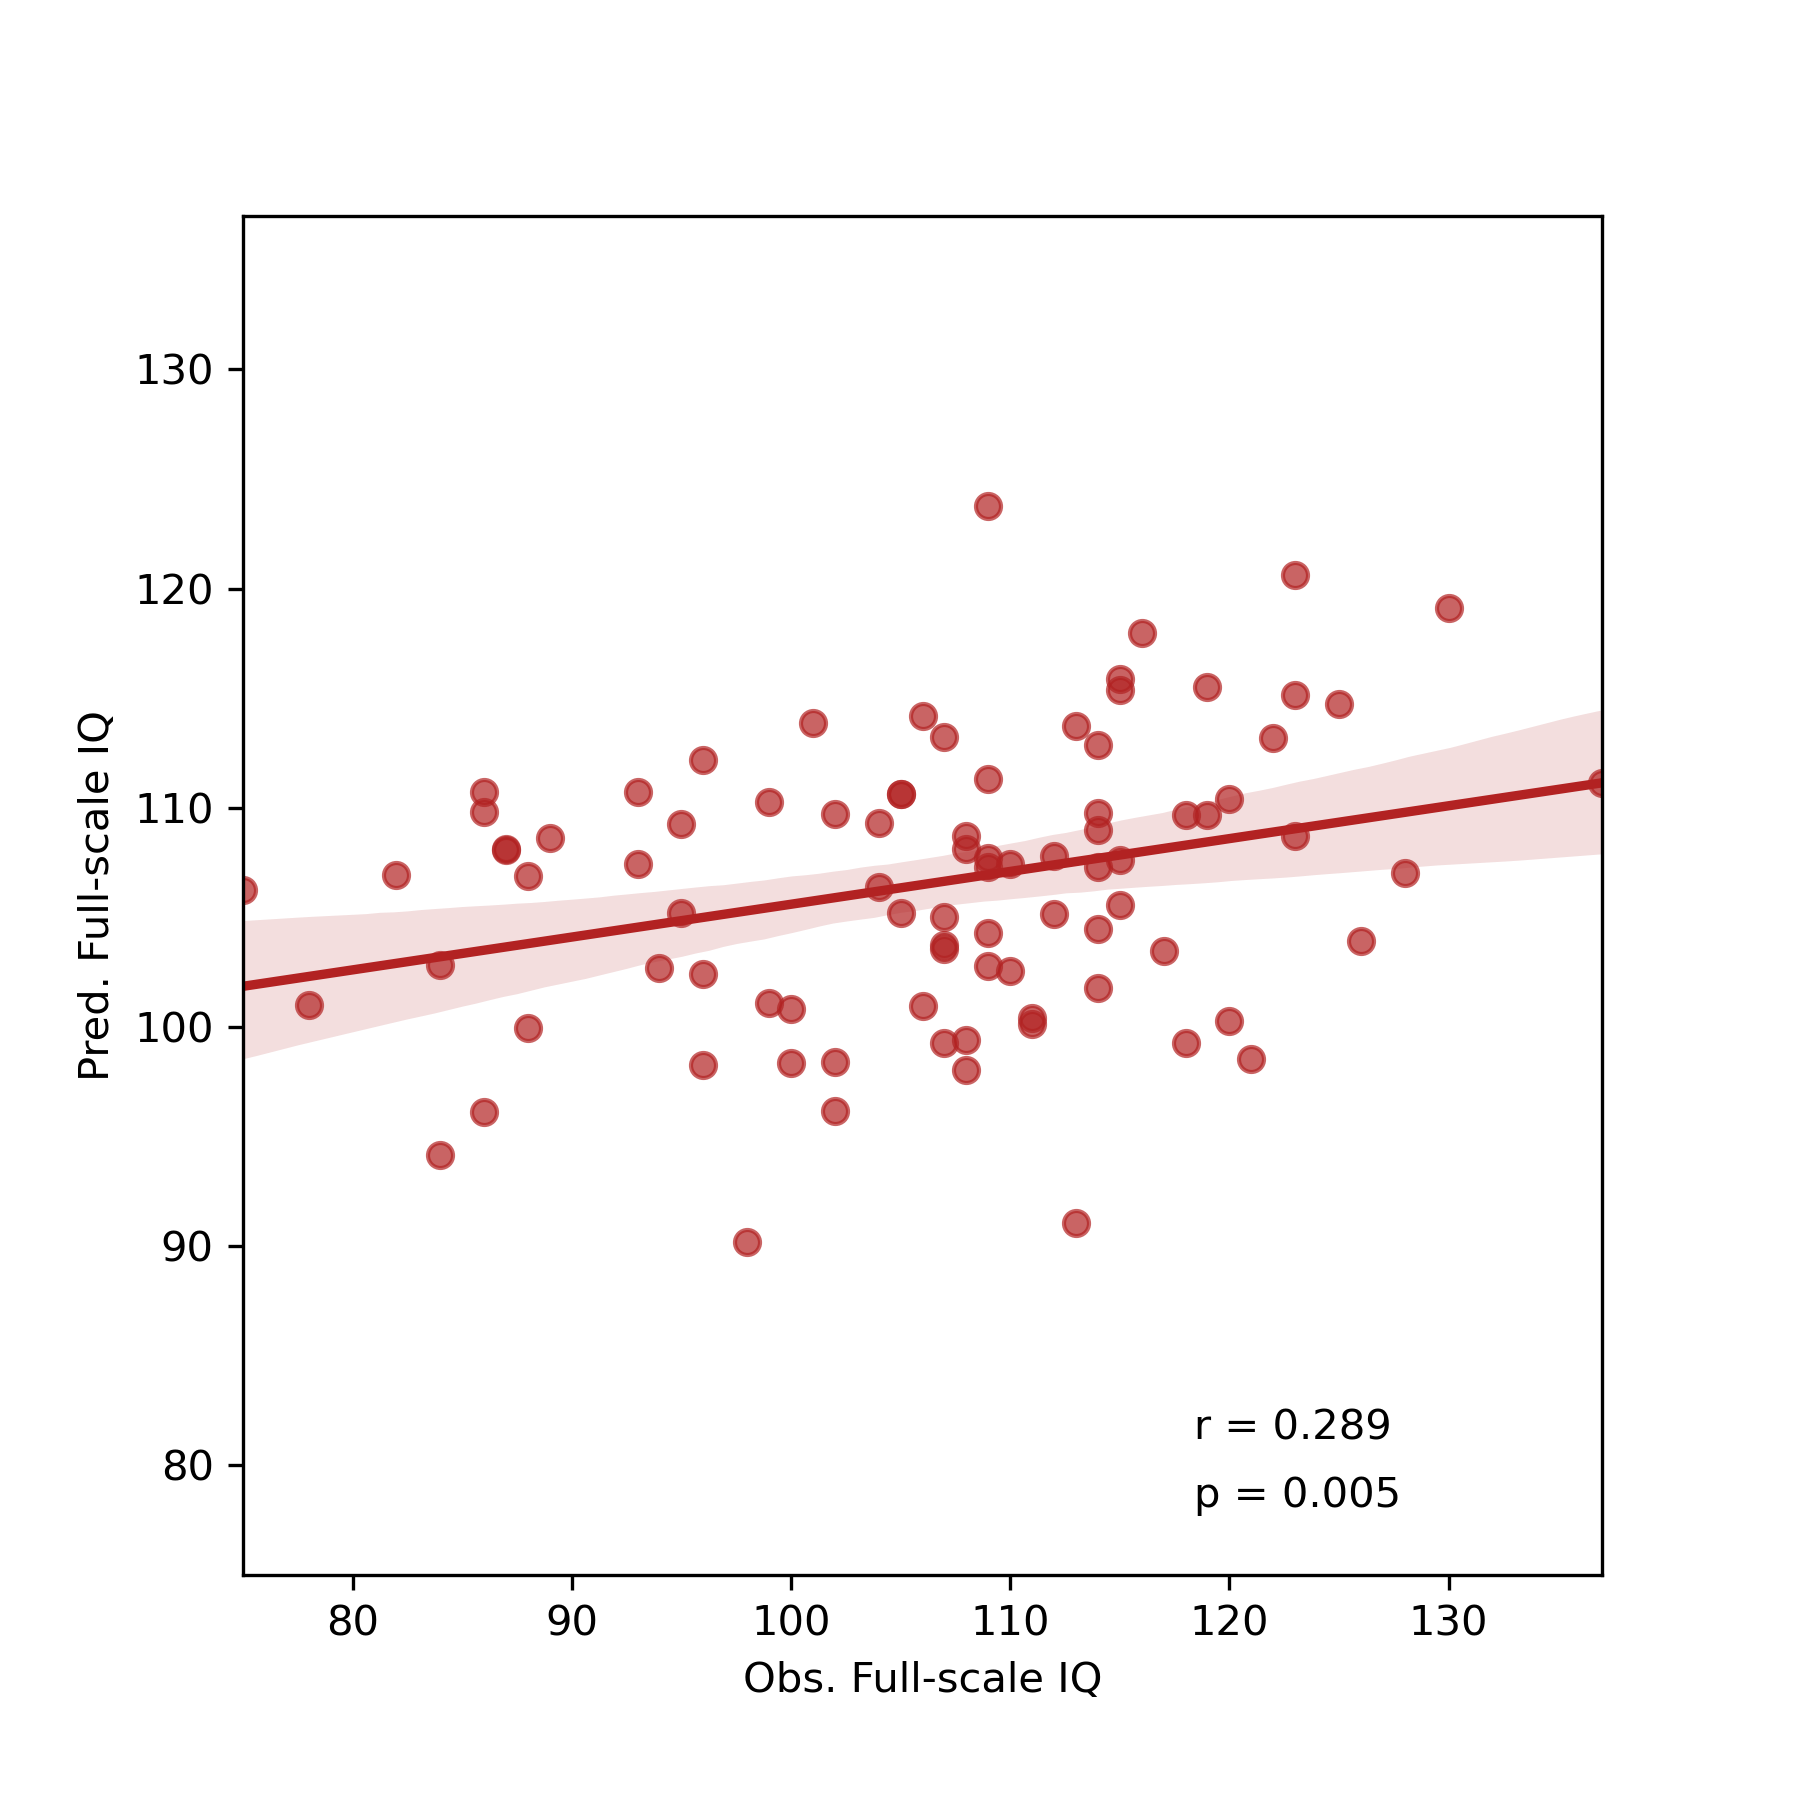 130
120
110
100
90
80
Pred. Full-scale IQ
r = 0.289
p = 0.005
80 90 100 110 120 130
Obs. Full-scale IQ